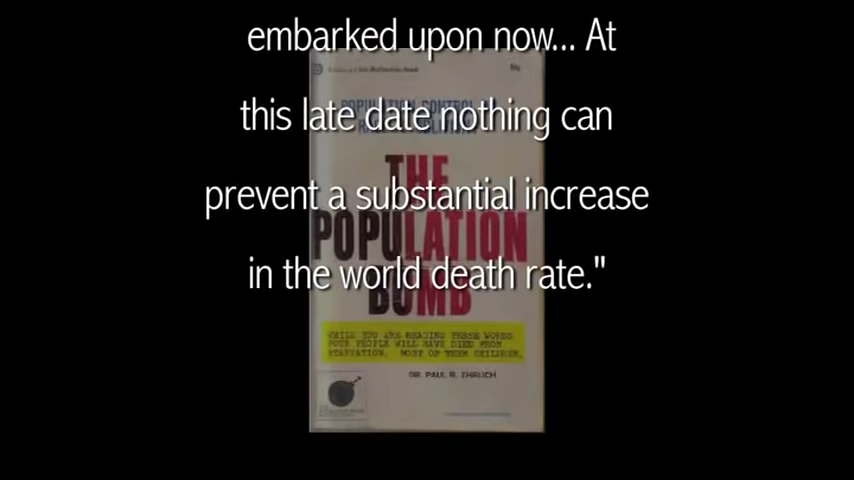 embarked upon now... At
this late date nothing can
prevent a substantial increase
in the world death rate."
POPULATION CONTROL
THE
POPULATION
BOMB
WHILE YOU ARE READING THESE WORDS
FOUR PEOPLE WILL HAVE DIED FROM
STARVATION. MOST OF THEM CHILDREN.
DR. PAUL R. EHRLICH